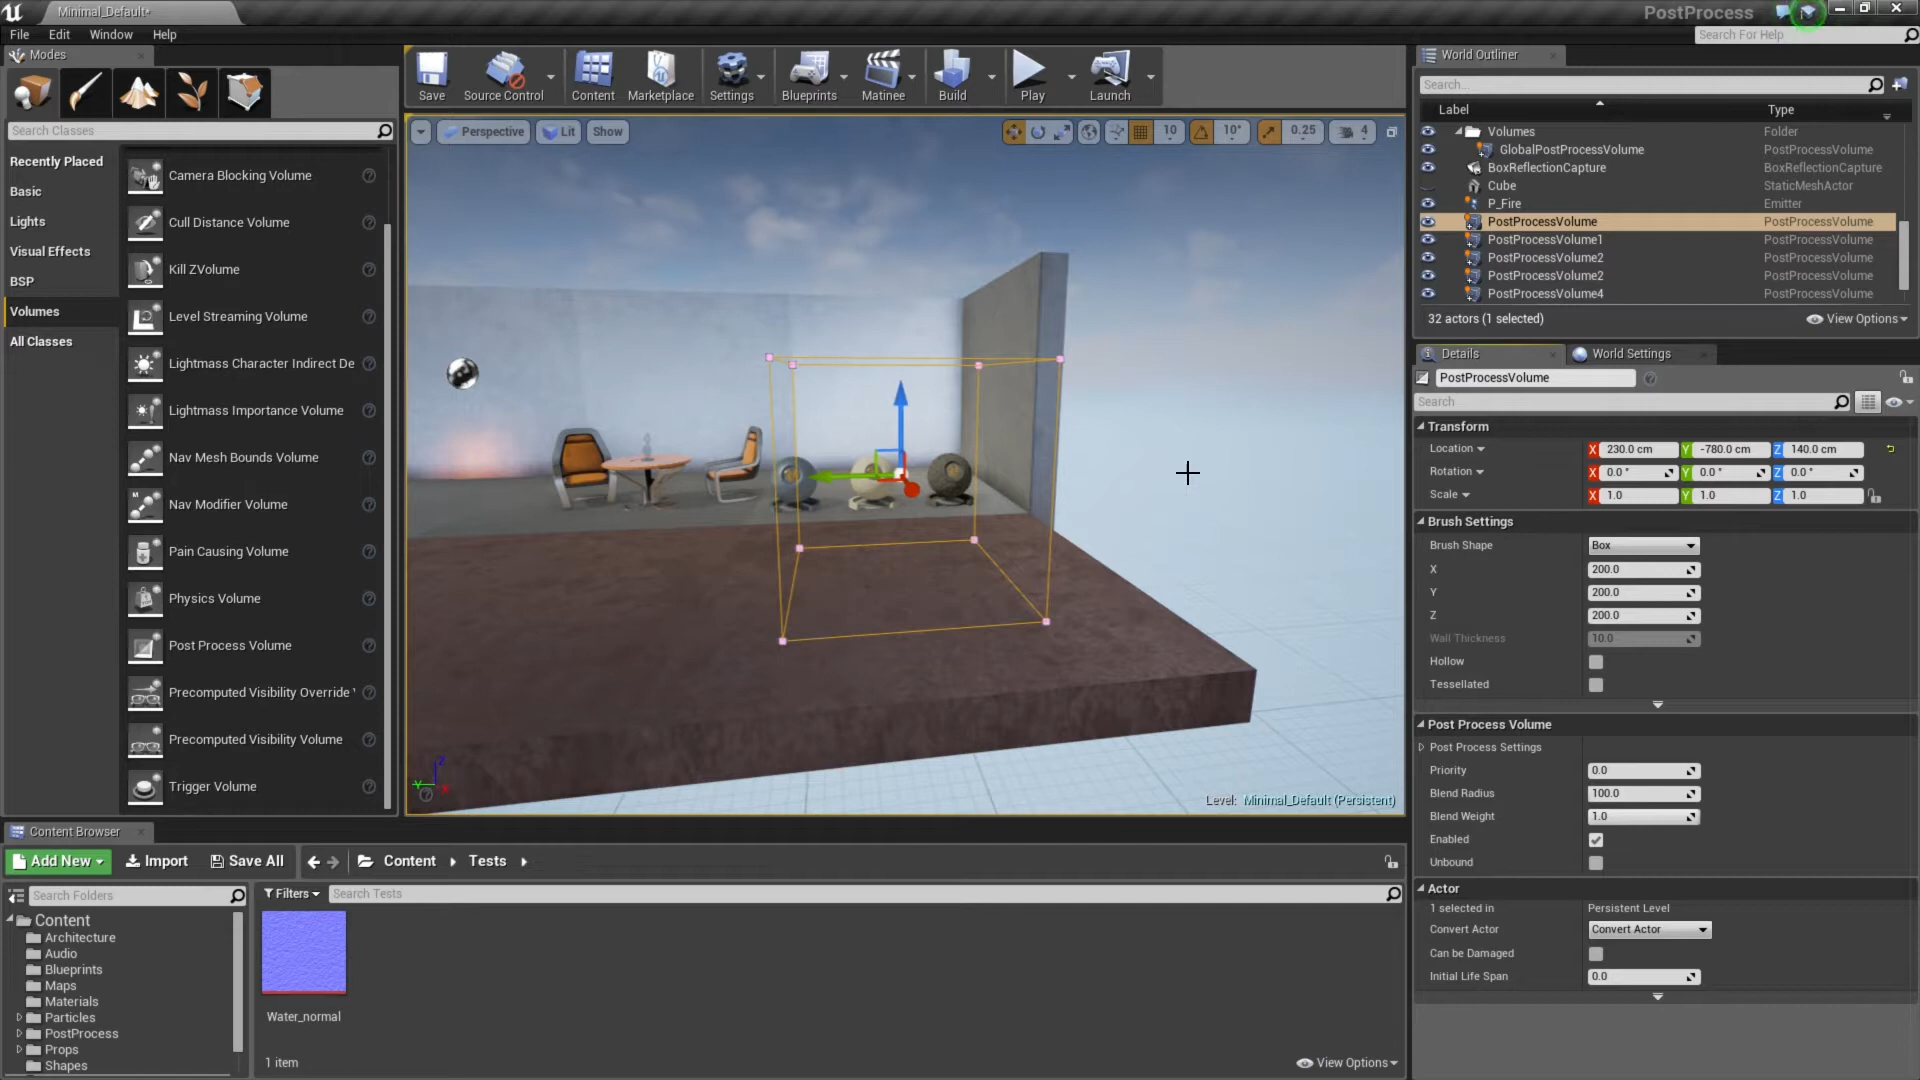 Minimal_Default*
PostProcess
File Edit Window Help
Search For Help
Modes
Search Classes
Recently Placed
Basic
Lights
Visual Effects
BSP
Volumes
All Classes
Camera Blocking Volume
Cull Distance Volume
Kill ZVolume
Level Streaming Volume
Lightmass Character Indirect De
Lightmass Importance Volume
Nav Mesh Bounds Volume
Nav Modifier Volume
Pain Causing Volume
Physics Volume
Post Process Volume
Precomputed Visibility Override
Precomputed Visibility Volume
Trigger Volume
Save Source Control Content Marketplace Settings Blueprints Matinee Build Play Launch
Perspective Lit Show 10 10° 0.25 4
Level: Minimal_Default (Persistent)
World Outliner
Search...
Label Type
Volumes Folder
GlobalPostProcessVolume PostProcessVolume
BoxReflectionCapture BoxReflectionCapture
Cube StaticMeshActor
P_Fire Emitter
PostProcessVolume PostProcessVolume
PostProcessVolume1 PostProcessVolume
PostProcessVolume2 PostProcessVolume
PostProcessVolume2 PostProcessVolume
PostProcessVolume4 PostProcessVolume
32 actors (1 selected) View Options
Details World Settings
PostProcessVolume
Search
Transform
Location X 230.0 cm Y -780.0 cm Z 140.0 cm
Rotation X 0.0 ° Y 0.0 ° Z 0.0 °
Scale X 1.0 Y 1.0 Z 1.0
Brush Settings
Brush Shape Box
X 200.0
Y 200.0
Z 200.0
Wall Thickness 10.0
Hollow
Tessellated
Post Process Volume
Post Process Settings
Priority 0.0
Blend Radius 100.0
Blend Weight 1.0
Enabled
Unbound
Actor
1 selected in Persistent Level
Convert Actor Convert Actor
Can be Damaged
Initial Life Span 0.0
Content Browser
Add New Import Save All Content Tests
Search Folders
Filters Search Tests
Content
Architecture
Audio
Blueprints
Maps
Materials
Particles
PostProcess
Props
Shapes
Water_normal
1 item View Options